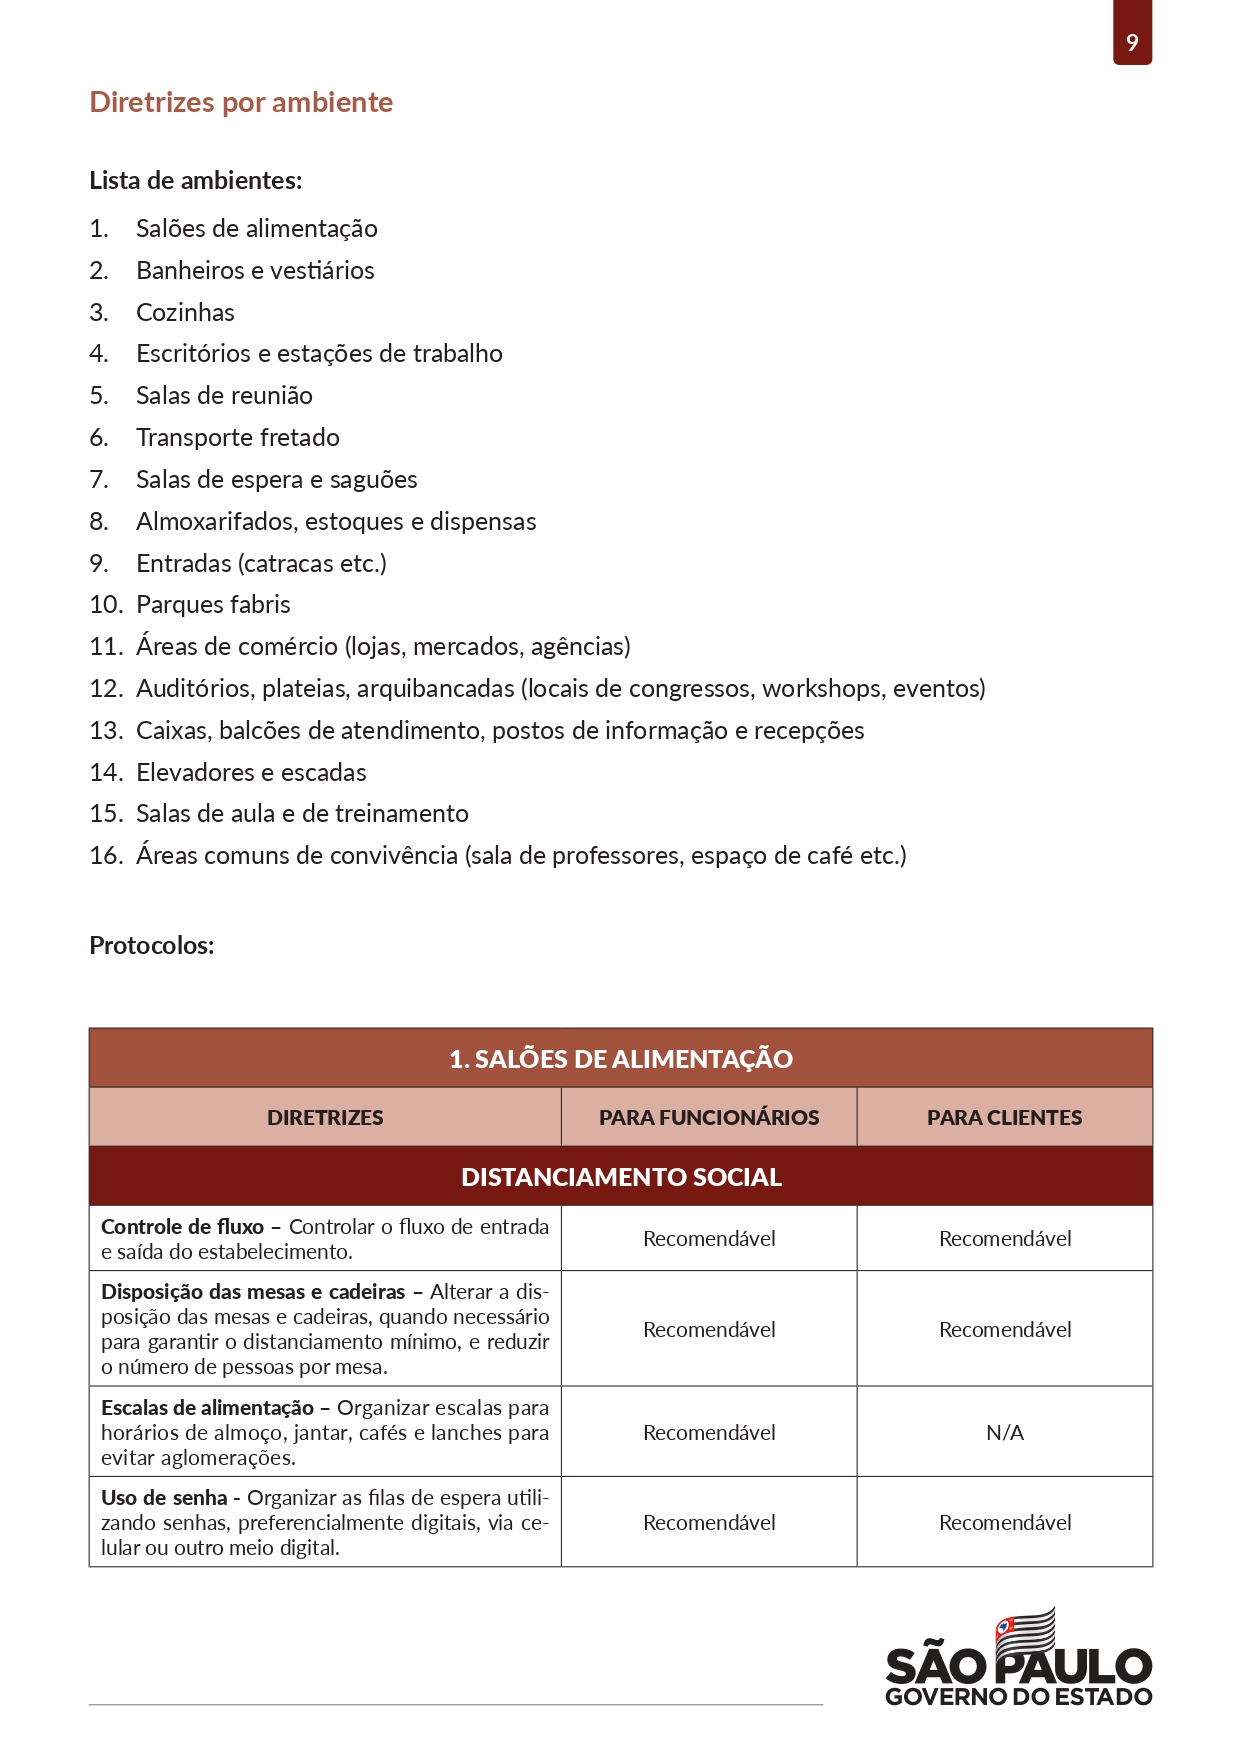 9
Diretrizes por ambiente
Lista de ambientes:
1. Salões de alimentação
2. Banheiros e vestiários
3. Cozinhas
4. Escritórios e estações de trabalho
5. Salas de reunião
6. Transporte fretado
7. Salas de espera e saguões
8. Almoxarifados, estoques e dispensas
9. Entradas (catracas etc.)
10. Parques fabris
11. Áreas de comércio (lojas, mercados, agências)
12. Auditórios, plateias, arquibancadas (locais de congressos, workshops, eventos)
13. Caixas, balcões de atendimento, postos de informação e recepções
14. Elevadores e escadas
15. Salas de aula e de treinamento
16. Áreas comuns de convivência (sala de professores, espaço de café etc.)
Protocolos:
1. SALÕES DE ALIMENTAÇÃO
DIRETRIZES PARA FUNCIONÁRIOS PARA CLIENTES
DISTANCIAMENTO SOCIAL
Controle de fluxo – Controlar o fluxo de entrada
e saída do estabelecimento.
Recomendável
Recomendável
Disposição das mesas e cadeiras – Alterar a dis-
posição das mesas e cadeiras, quando necessário
para garantir o distanciamento mínimo, e reduzir
o número de pessoas por mesa.
Recomendável
Recomendável
Escalas de alimentação – Organizar escalas para
horários de almoço, jantar, cafés e lanches para
evitar aglomerações.
Recomendável
N/A
Uso de senha - Organizar as filas de espera utili-
zando senhas, preferencialmente digitais, via ce-
lular ou outro meio digital.
Recomendável
Recomendável
SÃO PAULO
GOVERNO DO ESTADO